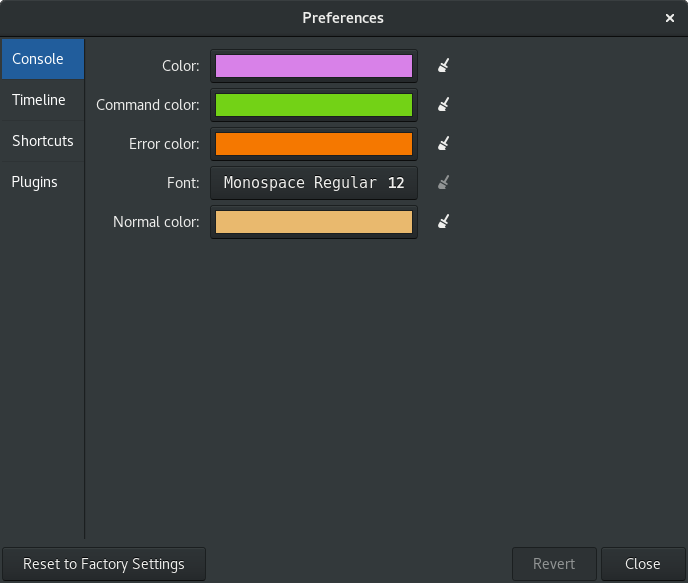 Preferences
Console
Timeline
Shortcuts
Plugins
Color:
Command color:
Error color:
Font: Monospace Regular 12
Normal color:
Reset to Factory Settings
Revert
Close